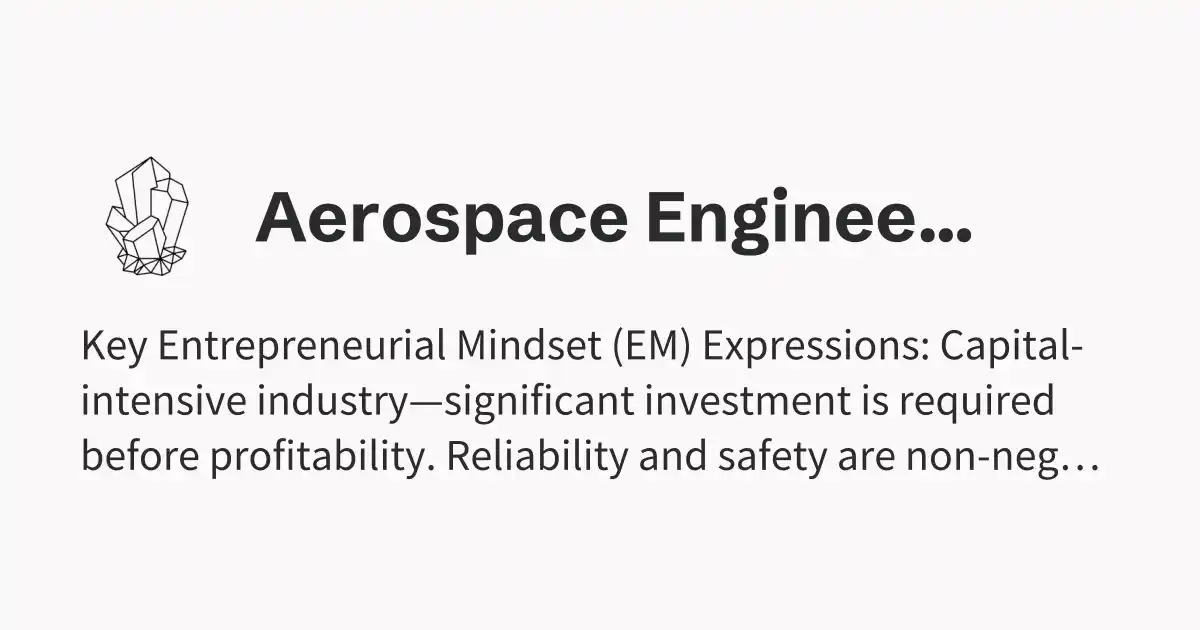 Aerospace Enginee...
Key Entrepreneurial Mindset (EM) Expressions: Capital-
intensive industry—significant investment is required
before profitability. Reliability and safety are non-neg…